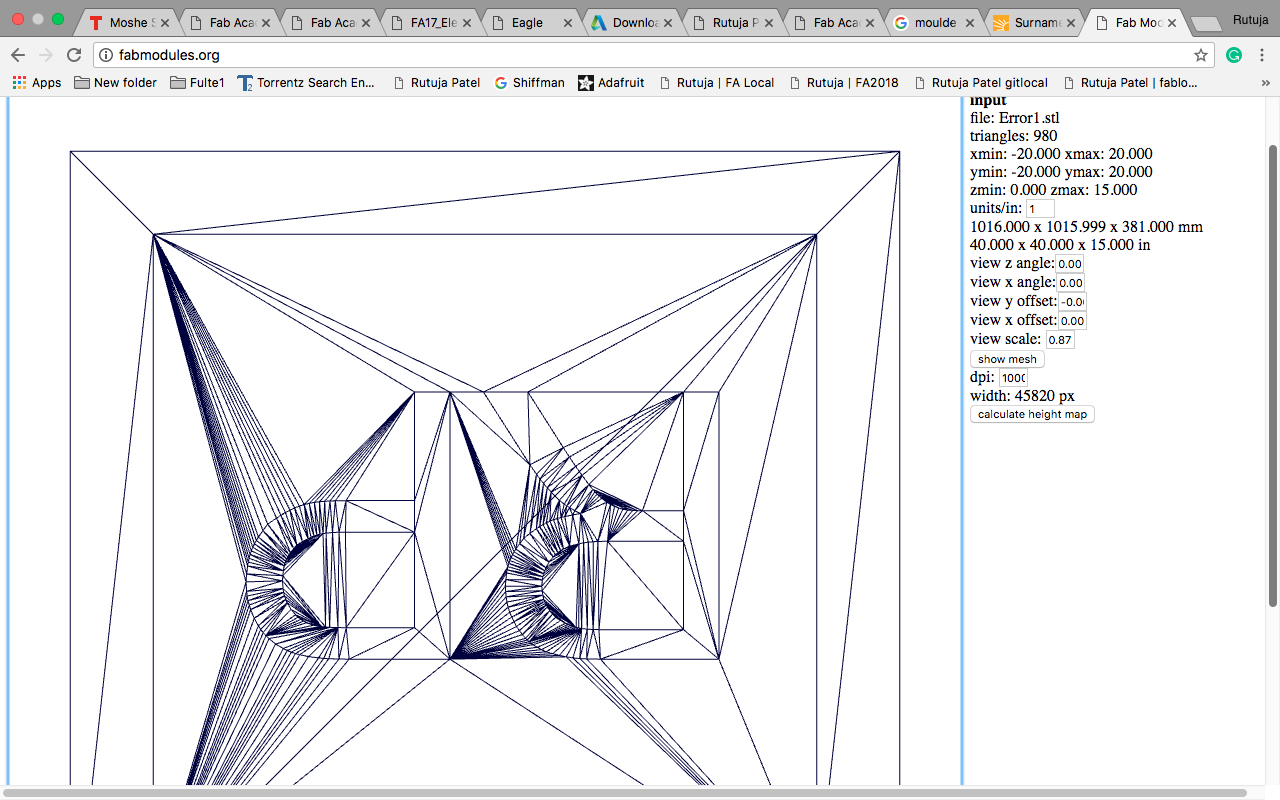 Moshe S
Fab Aca
Fab Aca
FA17_Ele
Eagle
Downloa
Rutuja P
Fab Aca
moulde
Surname
Fab Mod
Rutuja
fabmodules.org
Apps
New folder
Fulte1
Torrentz Search En...
Rutuja Patel
Shiffman
Adafruit
Rutuja | FA Local
Rutuja | FA2018
Rutuja Patel gitlocal
Rutuja Patel | fablo...
»
input
file: Error1.stl
triangles: 980
xmin: -20.000 xmax: 20.000
ymin: -20.000 ymax: 20.000
zmin: 0.000 zmax: 15.000
units/in: 1
1016.000 x 1015.999 x 381.000 mm
40.000 x 40.000 x 15.000 in
view z angle: 0.00
view x angle: 0.00
view y offset: -0.0
view x offset: 0.00
view scale: 0.87
show mesh
dpi: 100
width: 45820 px
calculate height map